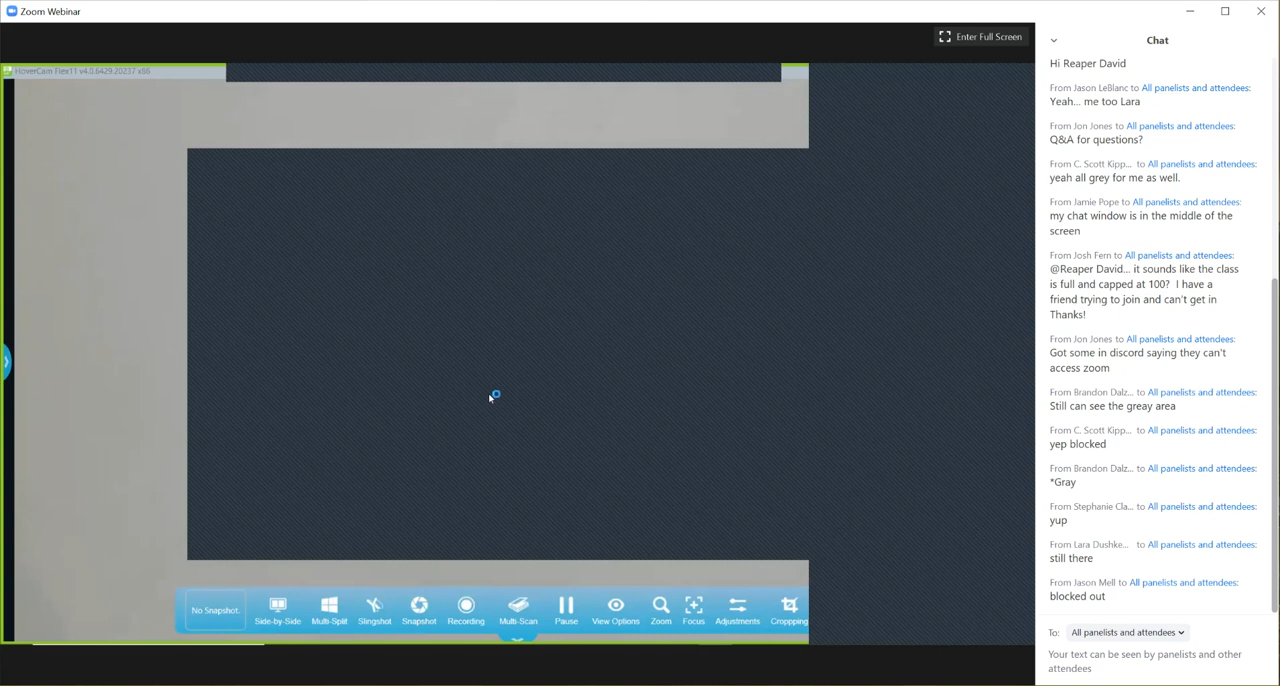 Zoom Webinar
Enter Full Screen
HoverCam Flex11 v4.0.6429.20237 x86
No Snapshot.
Side-by-Side
Multi-Split
Slingshot
Snapshot
Recording
Multi-Scan
Pause
View Options
Zoom
Focus
Adjustments
Cropping
Chat
Hi Reaper David
From Jason LeBlanc to All panelists and attendees:
Yeah... me too Lara
From Jon Jones to All panelists and attendees:
Q&A for questions?
From C. Scott Kipp... to All panelists and attendees:
yeah all grey for me as well.
From Jamie Pope to All panelists and attendees:
my chat window is in the middle of the
screen
From Josh Fern to All panelists and attendees:
@Reaper David... it sounds like the class
is full and capped at 100? I have a
friend trying to join and can't get in
Thanks!
From Jon Jones to All panelists and attendees:
Got some in discord saying they can't
access zoom
From Brandon Dalz... to All panelists and attendees:
Still can see the greay area
From C. Scott Kipp... to All panelists and attendees:
yep blocked
From Brandon Dalz... to All panelists and attendees:
*Gray
From Stephanie Cla... to All panelists and attendees:
yup
From Lara Dushke... to All panelists and attendees:
still there
From Jason Mell to All panelists and attendees:
blocked out
To: All panelists and attendees
Your text can be seen by panelists and other
attendees